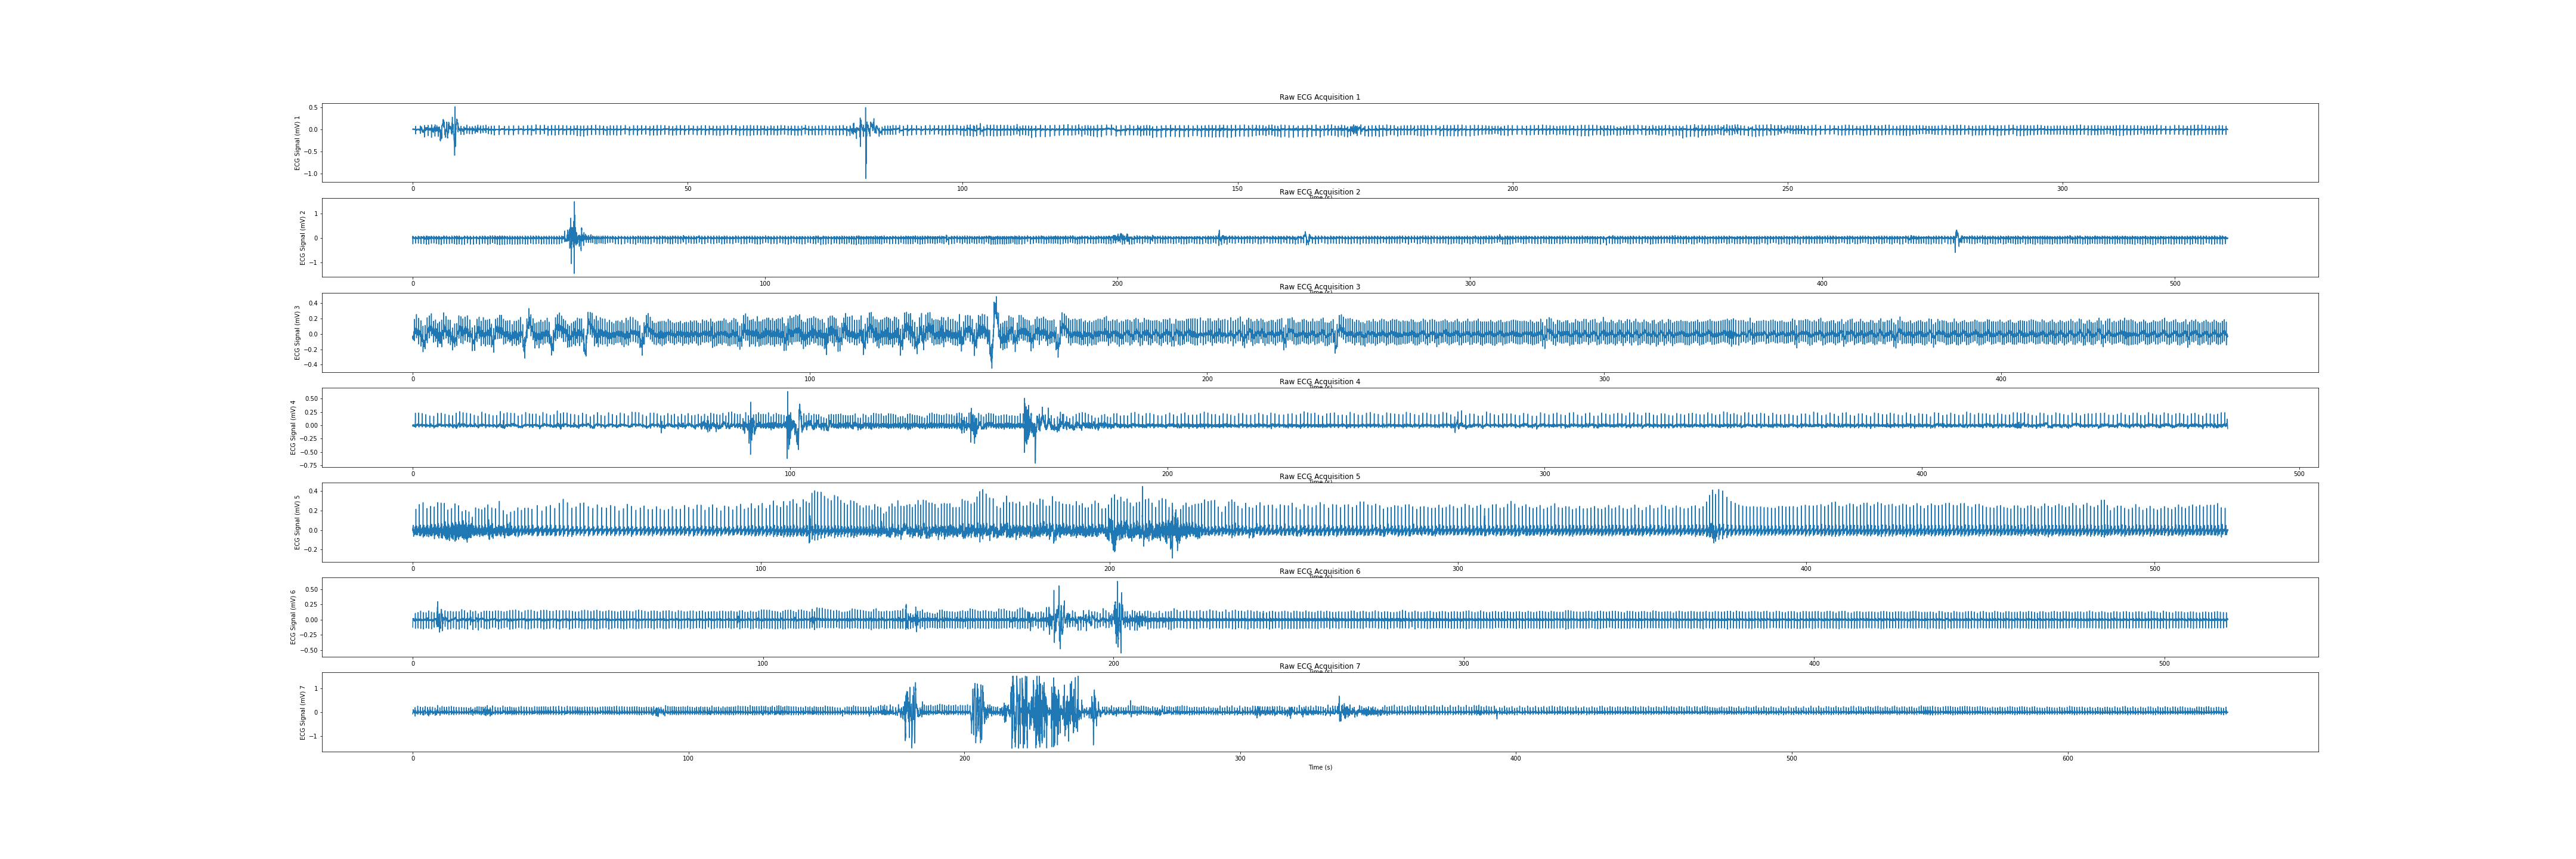 Raw ECG Acquisition 1
ECG Signal (mV) 1
0.5
0.0
−0.5
−1.0
0 50 100 150 200 250 300
Time (s)
Raw ECG Acquisition 2
ECG Signal (mV) 2
1
0
−1
0 100 200 300 400 500
Time (s)
Raw ECG Acquisition 3
ECG Signal (mV) 3
0.4
0.2
0.0
−0.2
−0.4
0 100 200 300 400
Time (s)
Raw ECG Acquisition 4
ECG Signal (mV) 4
0.50
0.25
0.00
−0.25
−0.50
−0.75
0 100 200 300 400 500
Time (s)
Raw ECG Acquisition 5
ECG Signal (mV) 5
0.4
0.2
0.0
−0.2
0 100 200 300 400 500
Time (s)
Raw ECG Acquisition 6
ECG Signal (mV) 6
0.50
0.25
0.00
−0.25
−0.50
0 100 200 300 400 500
Time (s)
Raw ECG Acquisition 7
ECG Signal (mV) 7
1
0
−1
0 100 200 300 400 500 600
Time (s)